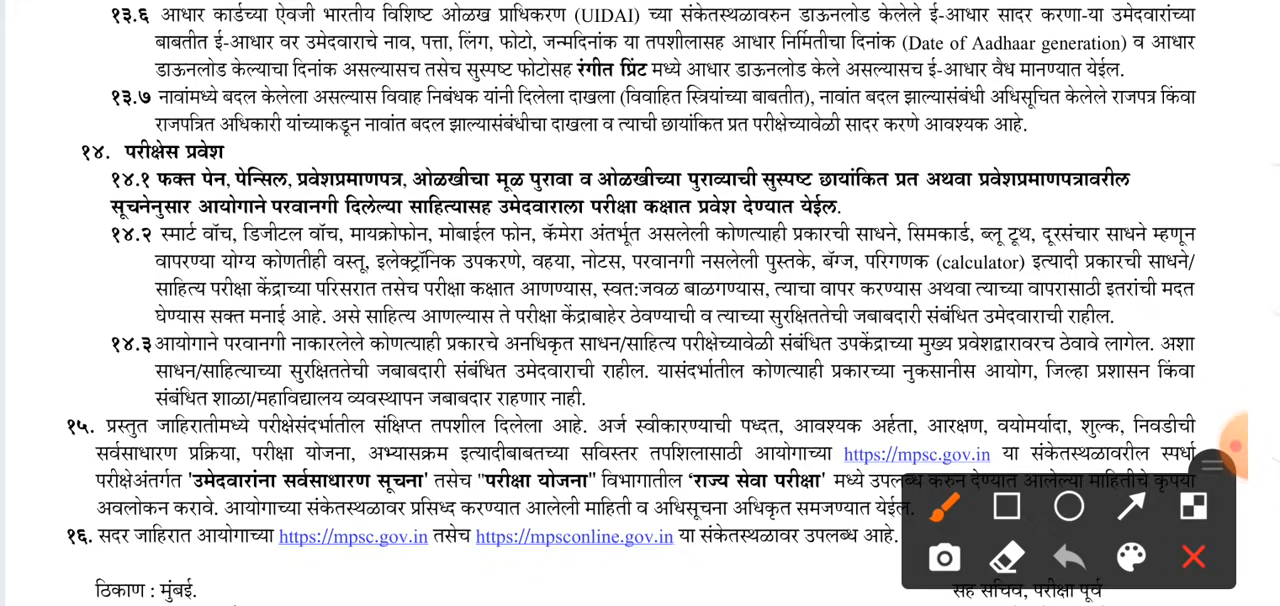 १३.६ आधार कार्डच्या ऐवजी भारतीय विशिष्ट ओळख प्राधिकरण (UIDAI) च्या संकेतस्थळावरुन डाऊनलोड केलेले ई-आधार सादर करणा-या उमेदवारांच्या
बाबतीत ई-आधार वर उमेदवाराचे नाव, पत्ता, लिंग, फोटो, जन्मदिनांक या तपशीलासह आधार निर्मितीचा दिनांक (Date of Aadhaar generation) व आधार
डाऊनलोड केल्याचा दिनांक असल्यासच तसेच सुस्पष्ट फोटोसह रंगीत प्रिंट मध्ये आधार डाऊनलोड केले असल्यासच ई-आधार वैध मानण्यात येईल.
१३.७ नावांमध्ये बदल केलेला असल्यास विवाह निबंधक यांनी दिलेला दाखला (विवाहित स्त्रियांच्या बाबतीत), नावांत बदल झाल्यासंबंधी अधिसूचित केलेले राजपत्र किंवा
राजपत्रित अधिकारी यांच्याकडून नावांत बदल झाल्यासंबंधीचा दाखला व त्याची छायांकित प्रत परीक्षेच्यावेळी सादर करणे आवश्यक आहे.
१४. परीक्षेस प्रवेश
१४.१ फक्त पेन, पेन्सिल, प्रवेशप्रमाणपत्र, ओळखीचा मूळ पुरावा व ओळखीच्या पुराव्याची सुस्पष्ट छायांकित प्रत अथवा प्रवेशप्रमाणपत्रावरील
सूचनेनुसार आयोगाने परवानगी दिलेल्या साहित्यासह उमेदवाराला परीक्षा कक्षात प्रवेश देण्यात येईल.
१४.२ स्मार्ट वॉच, डिजीटल वॉच, मायक्रोफोन, मोबाईल फोन, कॅमेरा अंतर्भूत असलेली कोणत्याही प्रकारची साधने, सिमकार्ड, ब्लू टूथ, दूरसंचार साधने म्हणून
वापरण्या योग्य कोणतीही वस्तू, इलेक्ट्रॉनिक उपकरणे, वहया, नोटस, परवानगी नसलेली पुस्तके, बॅग्ज, परिगणक (calculator) इत्यादी प्रकारची साधने/
साहित्य परीक्षा केंद्राच्या परिसरात तसेच परीक्षा कक्षात आणण्यास, स्वत:जवळ बाळगण्यास, त्याचा वापर करण्यास अथवा त्याच्या वापरासाठी इतरांची मदत
घेण्यास सक्त मनाई आहे. असे साहित्य आणल्यास ते परीक्षा केंद्राबाहेर ठेवण्याची व त्याच्या सुरक्षिततेची जबाबदारी संबंधित उमेदवाराची राहील.
१४.३ आयोगाने परवानगी नाकारलेले कोणत्याही प्रकारचे अनधिकृत साधन/साहित्य परीक्षेच्यावेळी संबंधित उपकेंद्राच्या मुख्य प्रवेशद्वारावरच ठेवावे लागेल. अशा
साधन/साहित्याच्या सुरक्षिततेची जबाबदारी संबंधित उमेदवाराची राहील. यासंदर्भातील कोणत्याही प्रकारच्या नुकसानीस आयोग, जिल्हा प्रशासन किंवा
संबंधित शाळा/महाविद्यालय व्यवस्थापन जबाबदार राहणार नाही.
१५. प्रस्तुत जाहिरातीमध्ये परीक्षेसंदर्भातील संक्षिप्त तपशील दिलेला आहे. अर्ज स्वीकारण्याची पध्दत, आवश्यक अर्हता, आरक्षण, वयोमर्यादा, शुल्क, निवडीची
सर्वसाधारण प्रक्रिया, परीक्षा योजना, अभ्यासक्रम इत्यादीबाबतच्या सविस्तर तपशिलासाठी आयोगाच्या https://mpsc.gov.in या संकेतस्थळावरील स्पर्धा
परीक्षेअंतर्गत 'उमेदवारांना सर्वसाधारण सूचना' तसेच "परीक्षा योजना" विभागातील 'राज्य सेवा परीक्षा' मध्ये उपलब्ध करुन देण्यात आलेल्या माहितीचे कृपया
अवलोकन करावे. आयोगाच्या संकेतस्थळावर प्रसिध्द करण्यात आलेली माहिती व अधिसूचना अधिकृत समजण्यात येईल.
१६. सदर जाहिरात आयोगाच्या https://mpsc.gov.in तसेच https://mpsconline.gov.in या संकेतस्थळावर उपलब्ध आहे.
ठिकाण : मुंबई.
सह सचिव, परीक्षा पूर्व